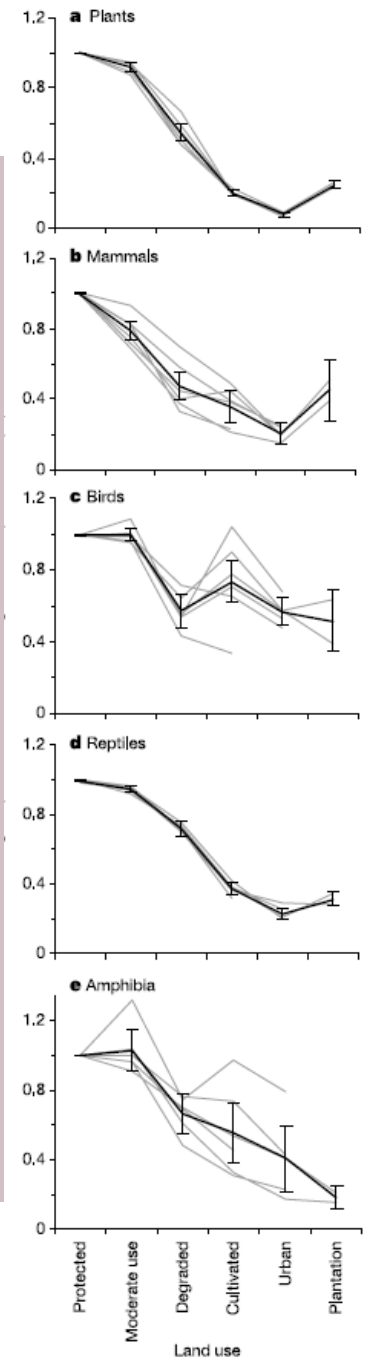 a Plants
1.2
0.8
0.4
0
b Mammals
1.2
0.8
0.4
0
c Birds
1.2
0.8
0.4
0
d Reptiles
1.2
0.8
0.4
0
e Amphibia
1.2
0.8
0.4
0
Protected
Moderate use
Degraded
Cultivated
Urban
Plantation
Land use